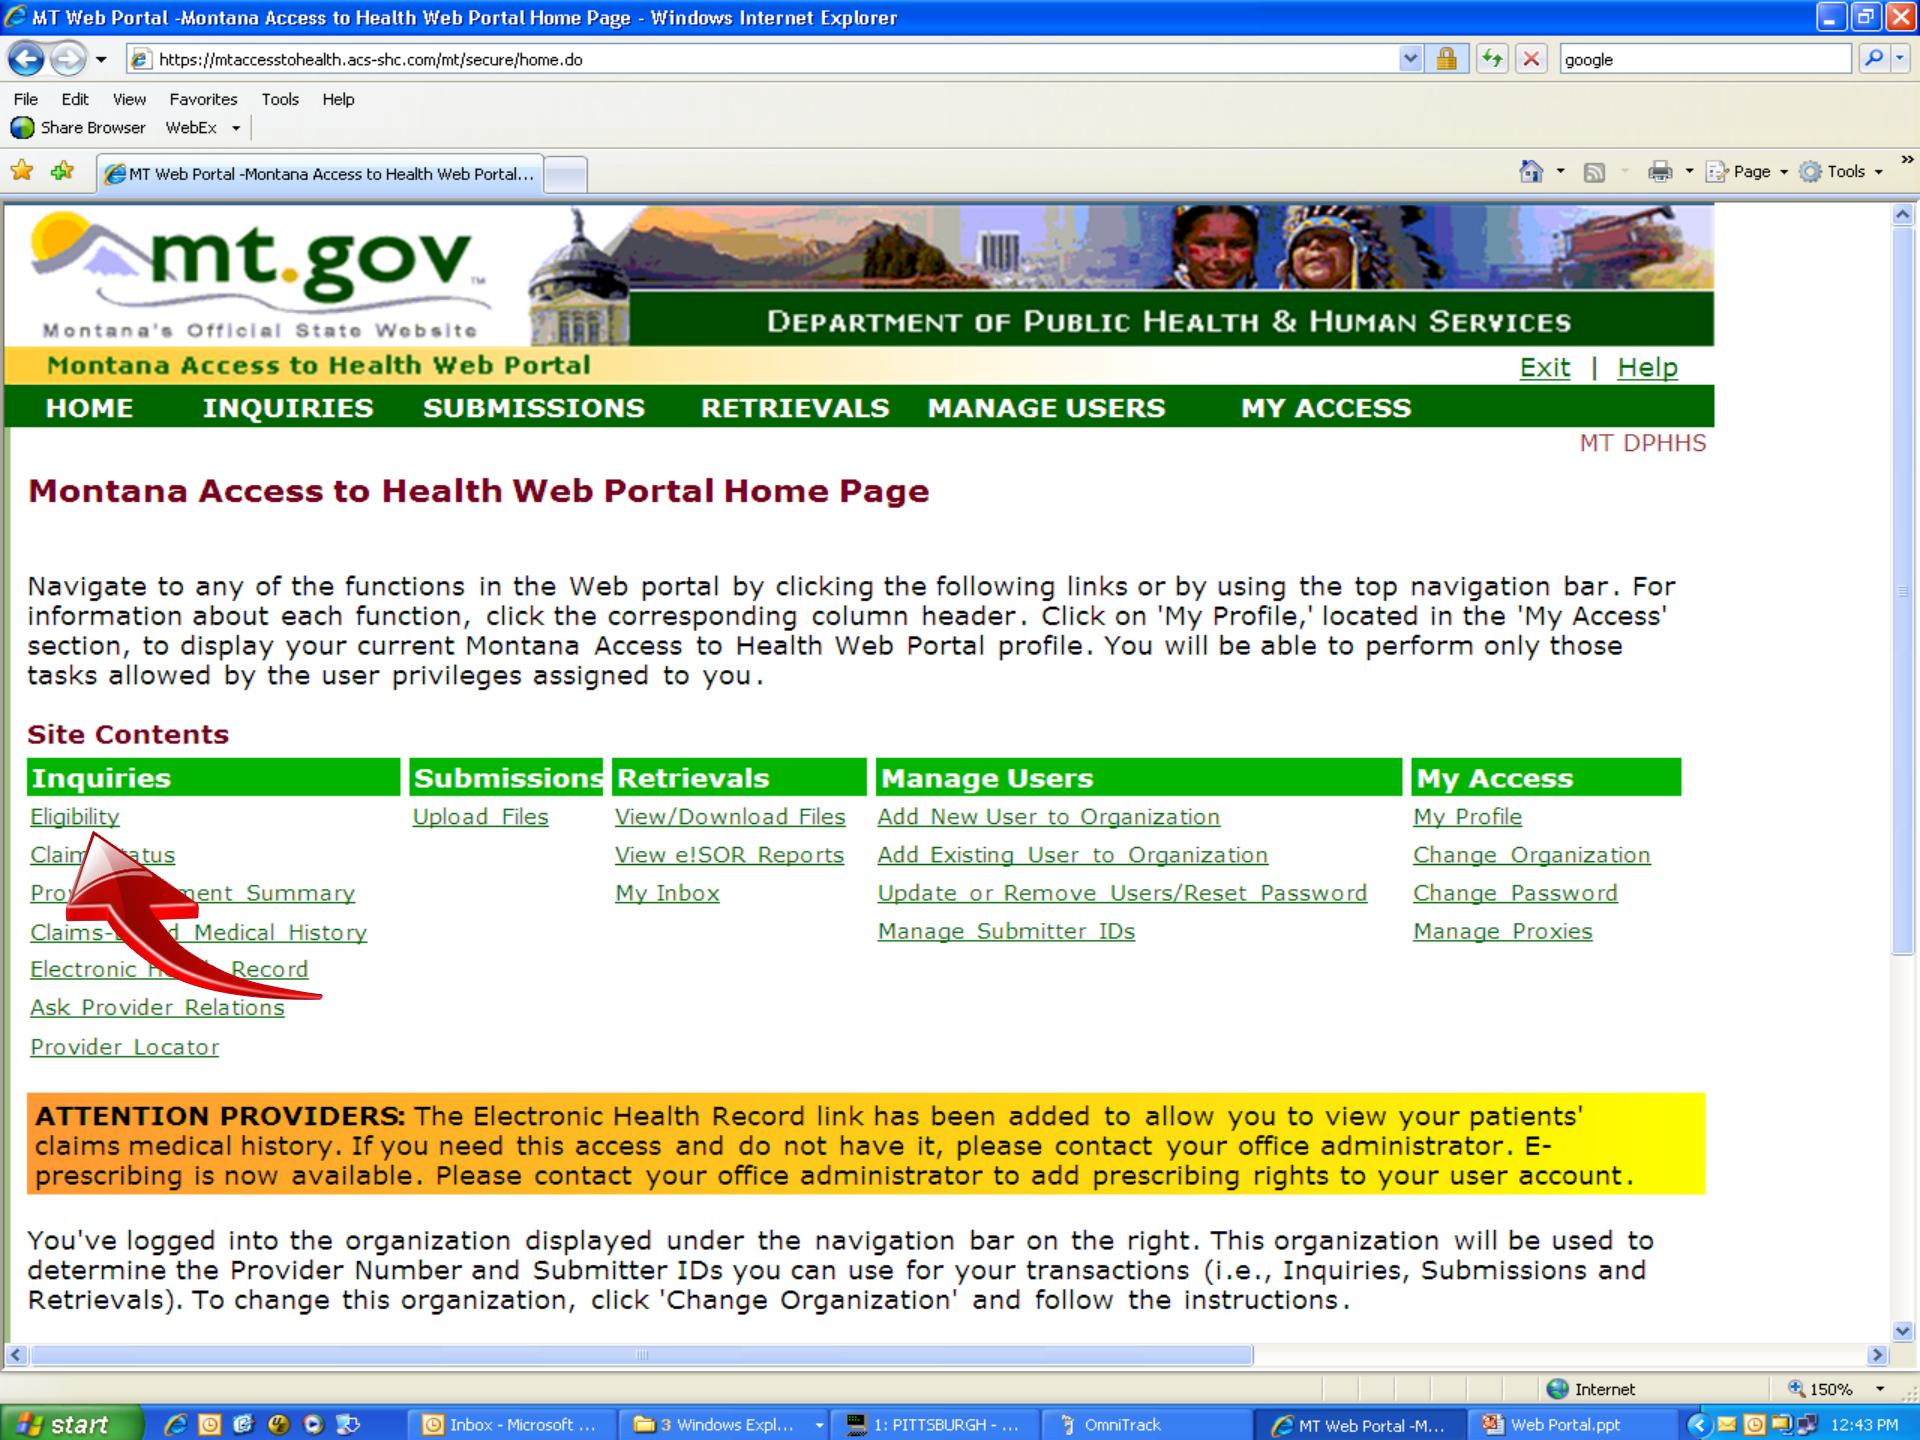 MT Web Portal -Montana Access to Health Web Portal Home Page - Windows Internet Explorer
https://mtaccesstohealth.acs-shc.com/mt/secure/home.do
google
File Edit View Favorites Tools Help
Share Browser WebEx
MT Web Portal -Montana Access to Health Web Portal...
Page Tools »
mt.gov ™
Montana's Official State Website
DEPARTMENT OF PUBLIC HEALTH & HUMAN SERVICES
Montana Access to Health Web Portal
Exit | Help
HOME INQUIRIES SUBMISSIONS RETRIEVALS MANAGE USERS MY ACCESS
MT DPHHS
Montana Access to Health Web Portal Home Page
Navigate to any of the functions in the Web portal by clicking the following links or by using the top navigation bar. For
information about each function, click the corresponding column header. Click on 'My Profile,' located in the 'My Access'
section, to display your current Montana Access to Health Web Portal profile. You will be able to perform only those
tasks allowed by the user privileges assigned to you.
Site Contents
Inquiries Submissions Retrievals Manage Users My Access
Eligibility Upload Files View/Download Files Add New User to Organization My Profile
View e!SOR Reports Add Existing User to Organization Change Organization
Summary My Inbox Update or Remove Users/Reset Password Change Password
Medical History Manage Submitter IDs Manage Proxies
Electronic Record
Ask Provider Relations
Provider Locator
ATTENTION PROVIDERS: The Electronic Health Record link has been added to allow you to view your patients'
claims medical history. If you need this access and do not have it, please contact your office administrator. E-
prescribing is now available. Please contact your office administrator to add prescribing rights to your user account.
You've logged into the organization displayed under the navigation bar on the right. This organization will be used to
determine the Provider Number and Submitter IDs you can use for your transactions (i.e., Inquiries, Submissions and
Retrievals). To change this organization, click 'Change Organization' and follow the instructions.
Internet 150%
start Inbox - Microsoft ... 3 Windows Expl... 1: PITTSBURGH - ... OmniTrack MT Web Portal -M... Web Portal.ppt 12:43 PM